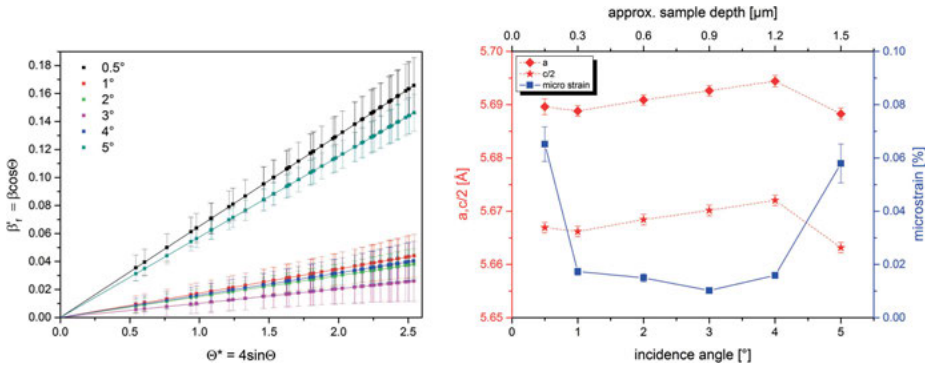 0.18
0.16
0.14
0.12
0.10
0.08
0.06
0.04
0.02
0.00
β*f = βcosΘ
0.5°
1°
2°
3°
4°
5°
0.0 0.5 1.0 1.5 2.0 2.5
Θ* = 4sinΘ
approx. sample depth [µm]
0.0 0.3 0.6 0.9 1.2 1.5
5.70
5.69
5.68
5.67
5.66
5.65
a,c/2 [Å]
a
c/2
micro strain
0.10
0.08
0.06
0.04
0.02
0.00
microstrain [%]
0 1 2 3 4 5
incidence angle [°]